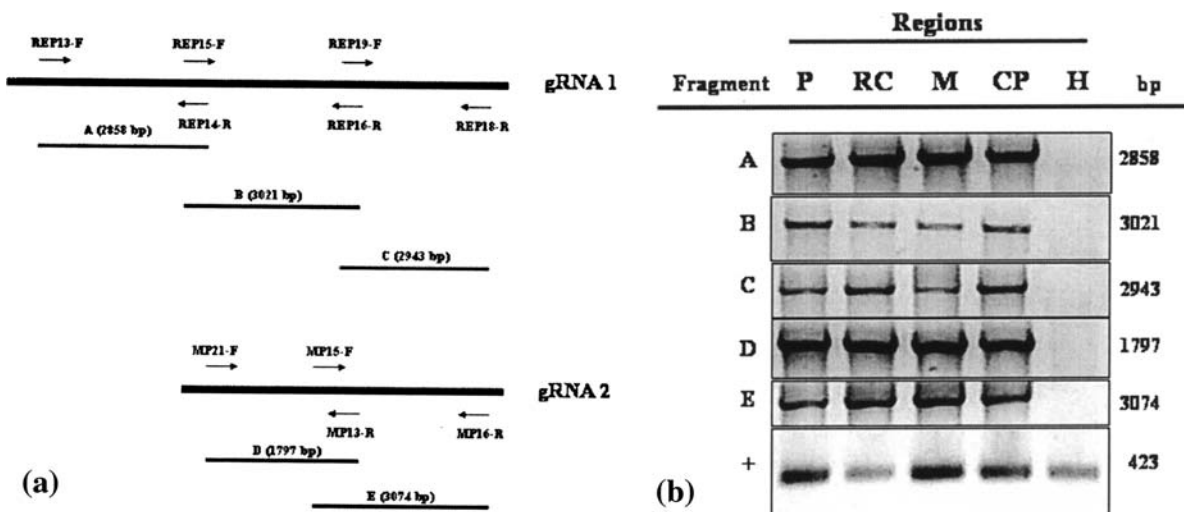 REP13-F REP15-F REP19-F
gRNA 1
REP14-R REP16-R REP18-R
A (2858 bp)
B (3021 bp)
C (2943 bp)
MP21-F MP15-F
gRNA 2
MP13-R MP16-R
D (1797 bp)
E (3074 bp)
(a)
Regions
Fragment P RC M CP H bp
A 2858
B 3021
C 2943
D 1797
E 3074
+ 423
(b)